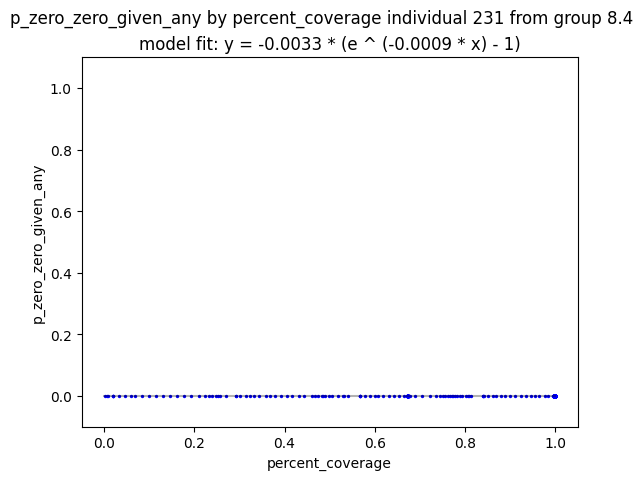 p_zero_zero_given_any by percent_coverage individual 231 from group 8.4
model fit: y = -0.0033 * (e ^ (-0.0009 * x) - 1)
1.0
0.8
0.6
0.4
0.2
0.0
p_zero_zero_given_any
0.0 0.2 0.4 0.6 0.8 1.0
percent_coverage